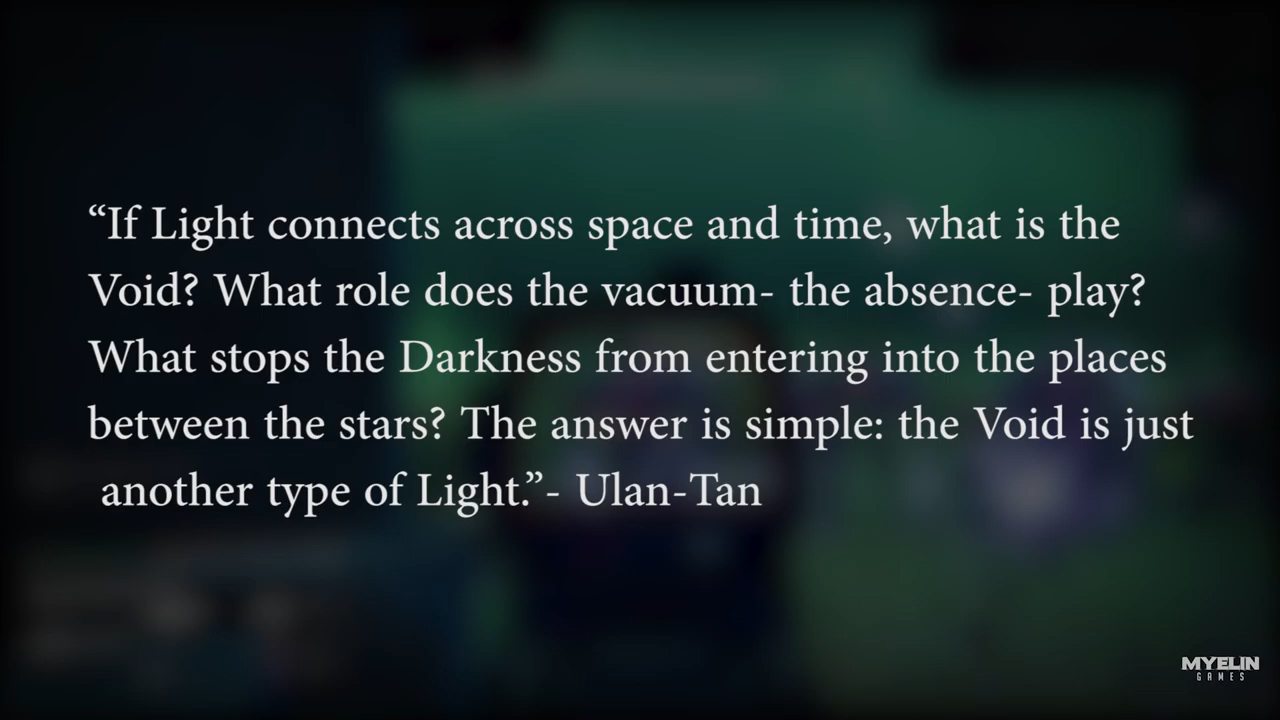 “If Light connects across space and time, what is the
Void? What role does the vacuum- the absence- play?
What stops the Darkness from entering into the places
between the stars? The answer is simple: the Void is just
another type of Light.”- Ulan-Tan
MYELIN
GAMES